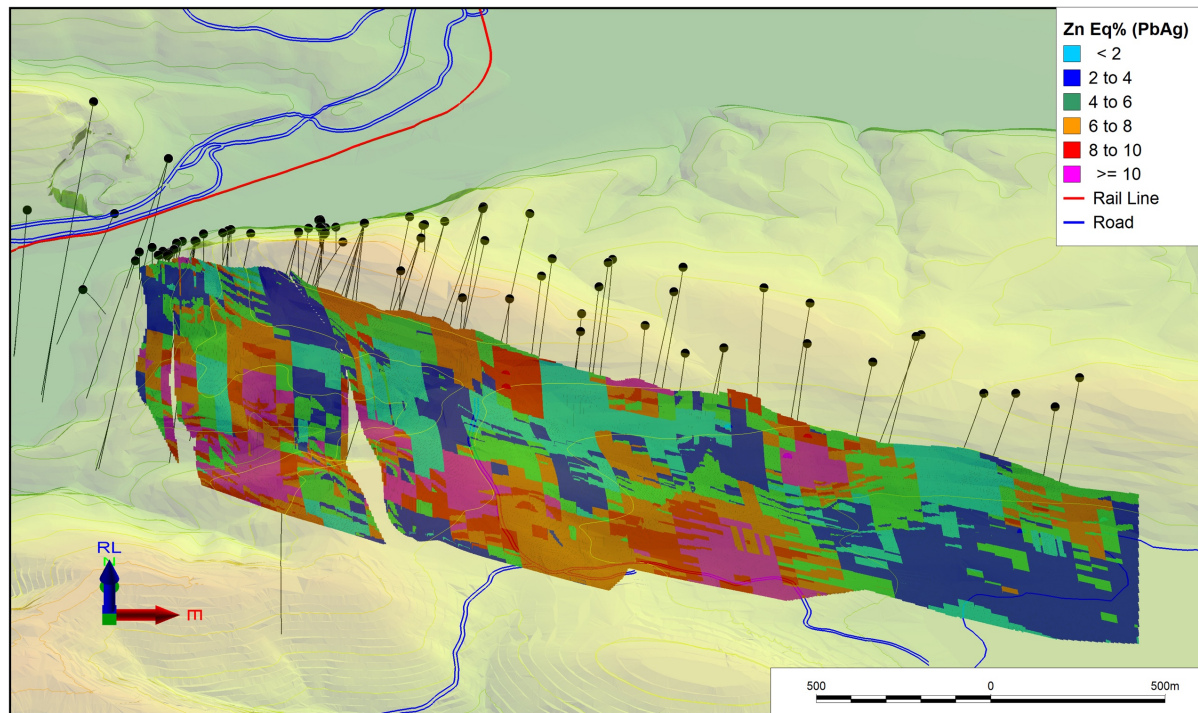 Zn Eq% (PbAg)
< 2
2 to 4
4 to 6
6 to 8
8 to 10
>= 10
Rail Line
Road
RL
E
500 0 500m